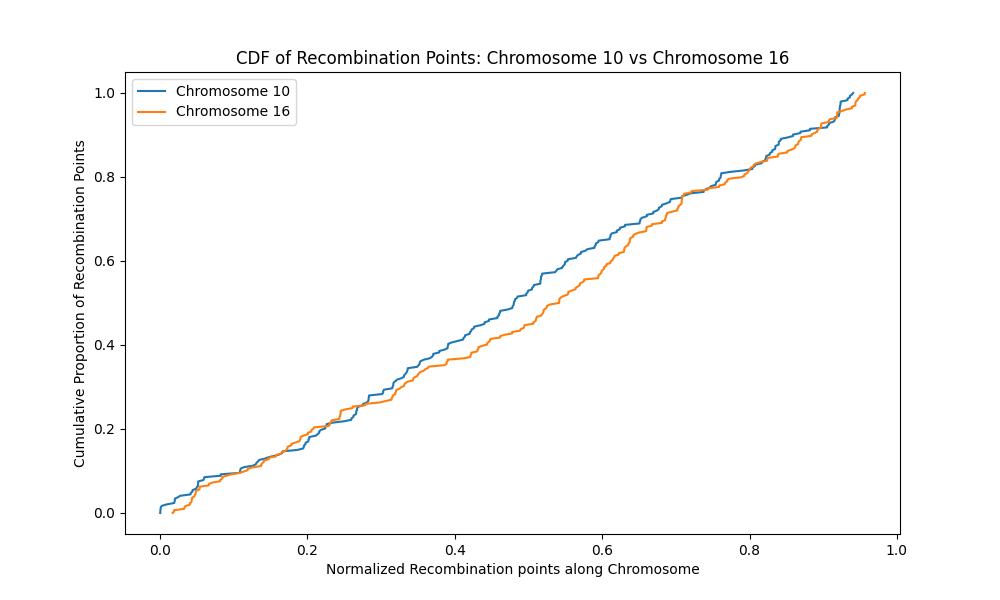 CDF of Recombination Points: Chromosome 10 vs Chromosome 16
Chromosome 10
Chromosome 16
Cumulative Proportion of Recombination Points
1.0
0.8
0.6
0.4
0.2
0.0
0.0 0.2 0.4 0.6 0.8 1.0
Normalized Recombination points along Chromosome